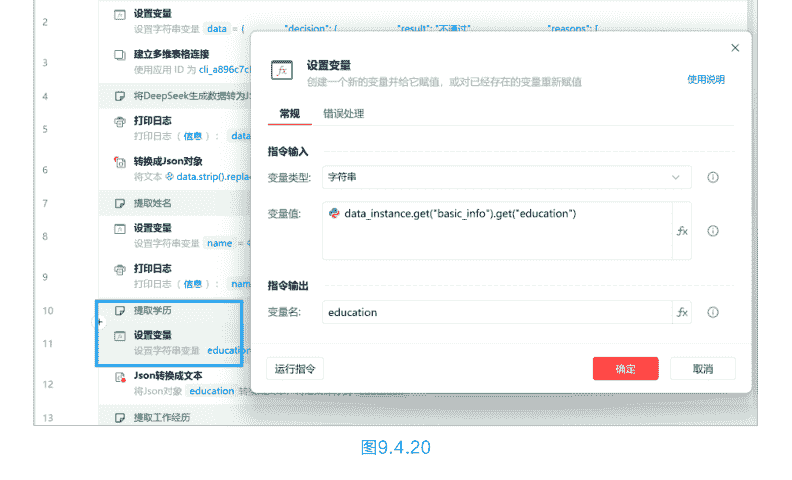 2
设置变量
设置字符串变量 data = { "decision": { "result": "不通过" "reasons": [
3
建立多维表格连接
使用应用 ID 为 cli_a896c7c
4
将DeepSeek生成数据转为JS
5
打印日志
打印日志 ( 信息 ) : data
6
转换成Json对象
将文本 data.strip().repla
7
提取姓名
8
设置变量
设置字符串变量 name =
9
打印日志
打印日志 ( 信息 ) : nam
10
提取学历
11
设置变量
设置字符串变量 education
12
Json转换成文本
将Json对象 education
13
提取工作经历
设置变量
创建一个新的变量并给它赋值，或对已经存在的变量重新赋值
使用说明
常规 错误处理
指令输入
变量类型: 字符串
变量值: data_instance.get("basic_info").get("education")
fx
指令输出
变量名: education fx
运行指令 确定 取消
图9.4.20